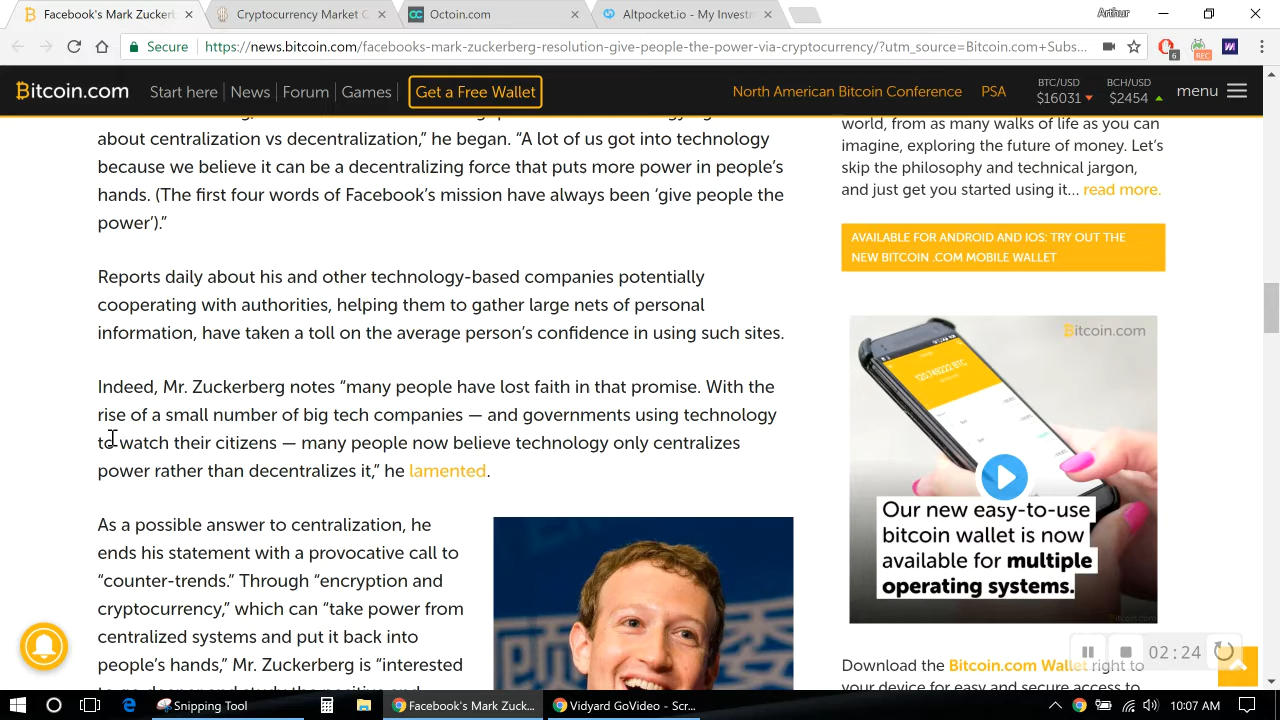 Facebook's Mark Zucker
Cryptocurrency Market C
Octoin.com
Altpocket.io - My Invest
Arthur
Secure
https://news.bitcoin.com/facebooks-mark-zuckerberg-resolution-give-people-the-power-via-cryptocurrency/?utm_source=Bitcoin.com+Subs...
6
REC
Bitcoin.com
Start here
News
Forum
Games
Get a Free Wallet
North American Bitcoin Conference
PSA
BTC/USD
$16031
BCH/USD
$2454
menu
about centralization vs decentralization,” he began. “A lot of us got into technology
because we believe it can be a decentralizing force that puts more power in people’s
hands. (The first four words of Facebook’s mission have always been ‘give people the
power’).”
Reports daily about his and other technology-based companies potentially
cooperating with authorities, helping them to gather large nets of personal
information, have taken a toll on the average person’s confidence in using such sites.
Indeed, Mr. Zuckerberg notes “many people have lost faith in that promise. With the
rise of a small number of big tech companies — and governments using technology
to watch their citizens — many people now believe technology only centralizes
power rather than decentralizes it,” he lamented.
As a possible answer to centralization, he
ends his statement with a provocative call to
“counter-trends.” Through “encryption and
cryptocurrency,” which can “take power from
centralized systems and put it back into
people’s hands,” Mr. Zuckerberg is “interested
world, from as many walks of life as you can
imagine, exploring the future of money. Let’s
skip the philosophy and technical jargon,
and just get you started using it... read more.
AVAILABLE FOR ANDROID AND IOS: TRY OUT THE
NEW BITCOIN .COM MOBILE WALLET
Bitcoin.com
Our new easy-to-use
bitcoin wallet is now
available for multiple
operating systems.
02:24
Download the Bitcoin.com Wallet right to
your device for easy and secure access to
Snipping Tool
Facebook's Mark Zuck...
Vidyard GoVideo - Scr...
10:07 AM